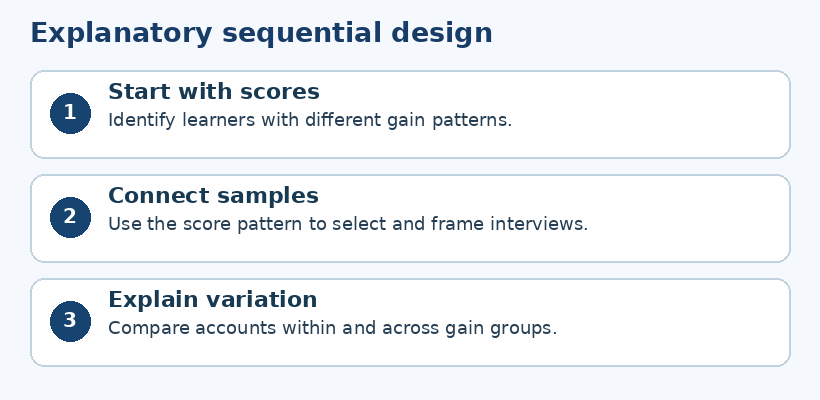 Explanatory sequential design
1
Start with scores
Identify learners with different gain patterns.
2
Connect samples
Use the score pattern to select and frame interviews.
3
Explain variation
Compare accounts within and across gain groups.